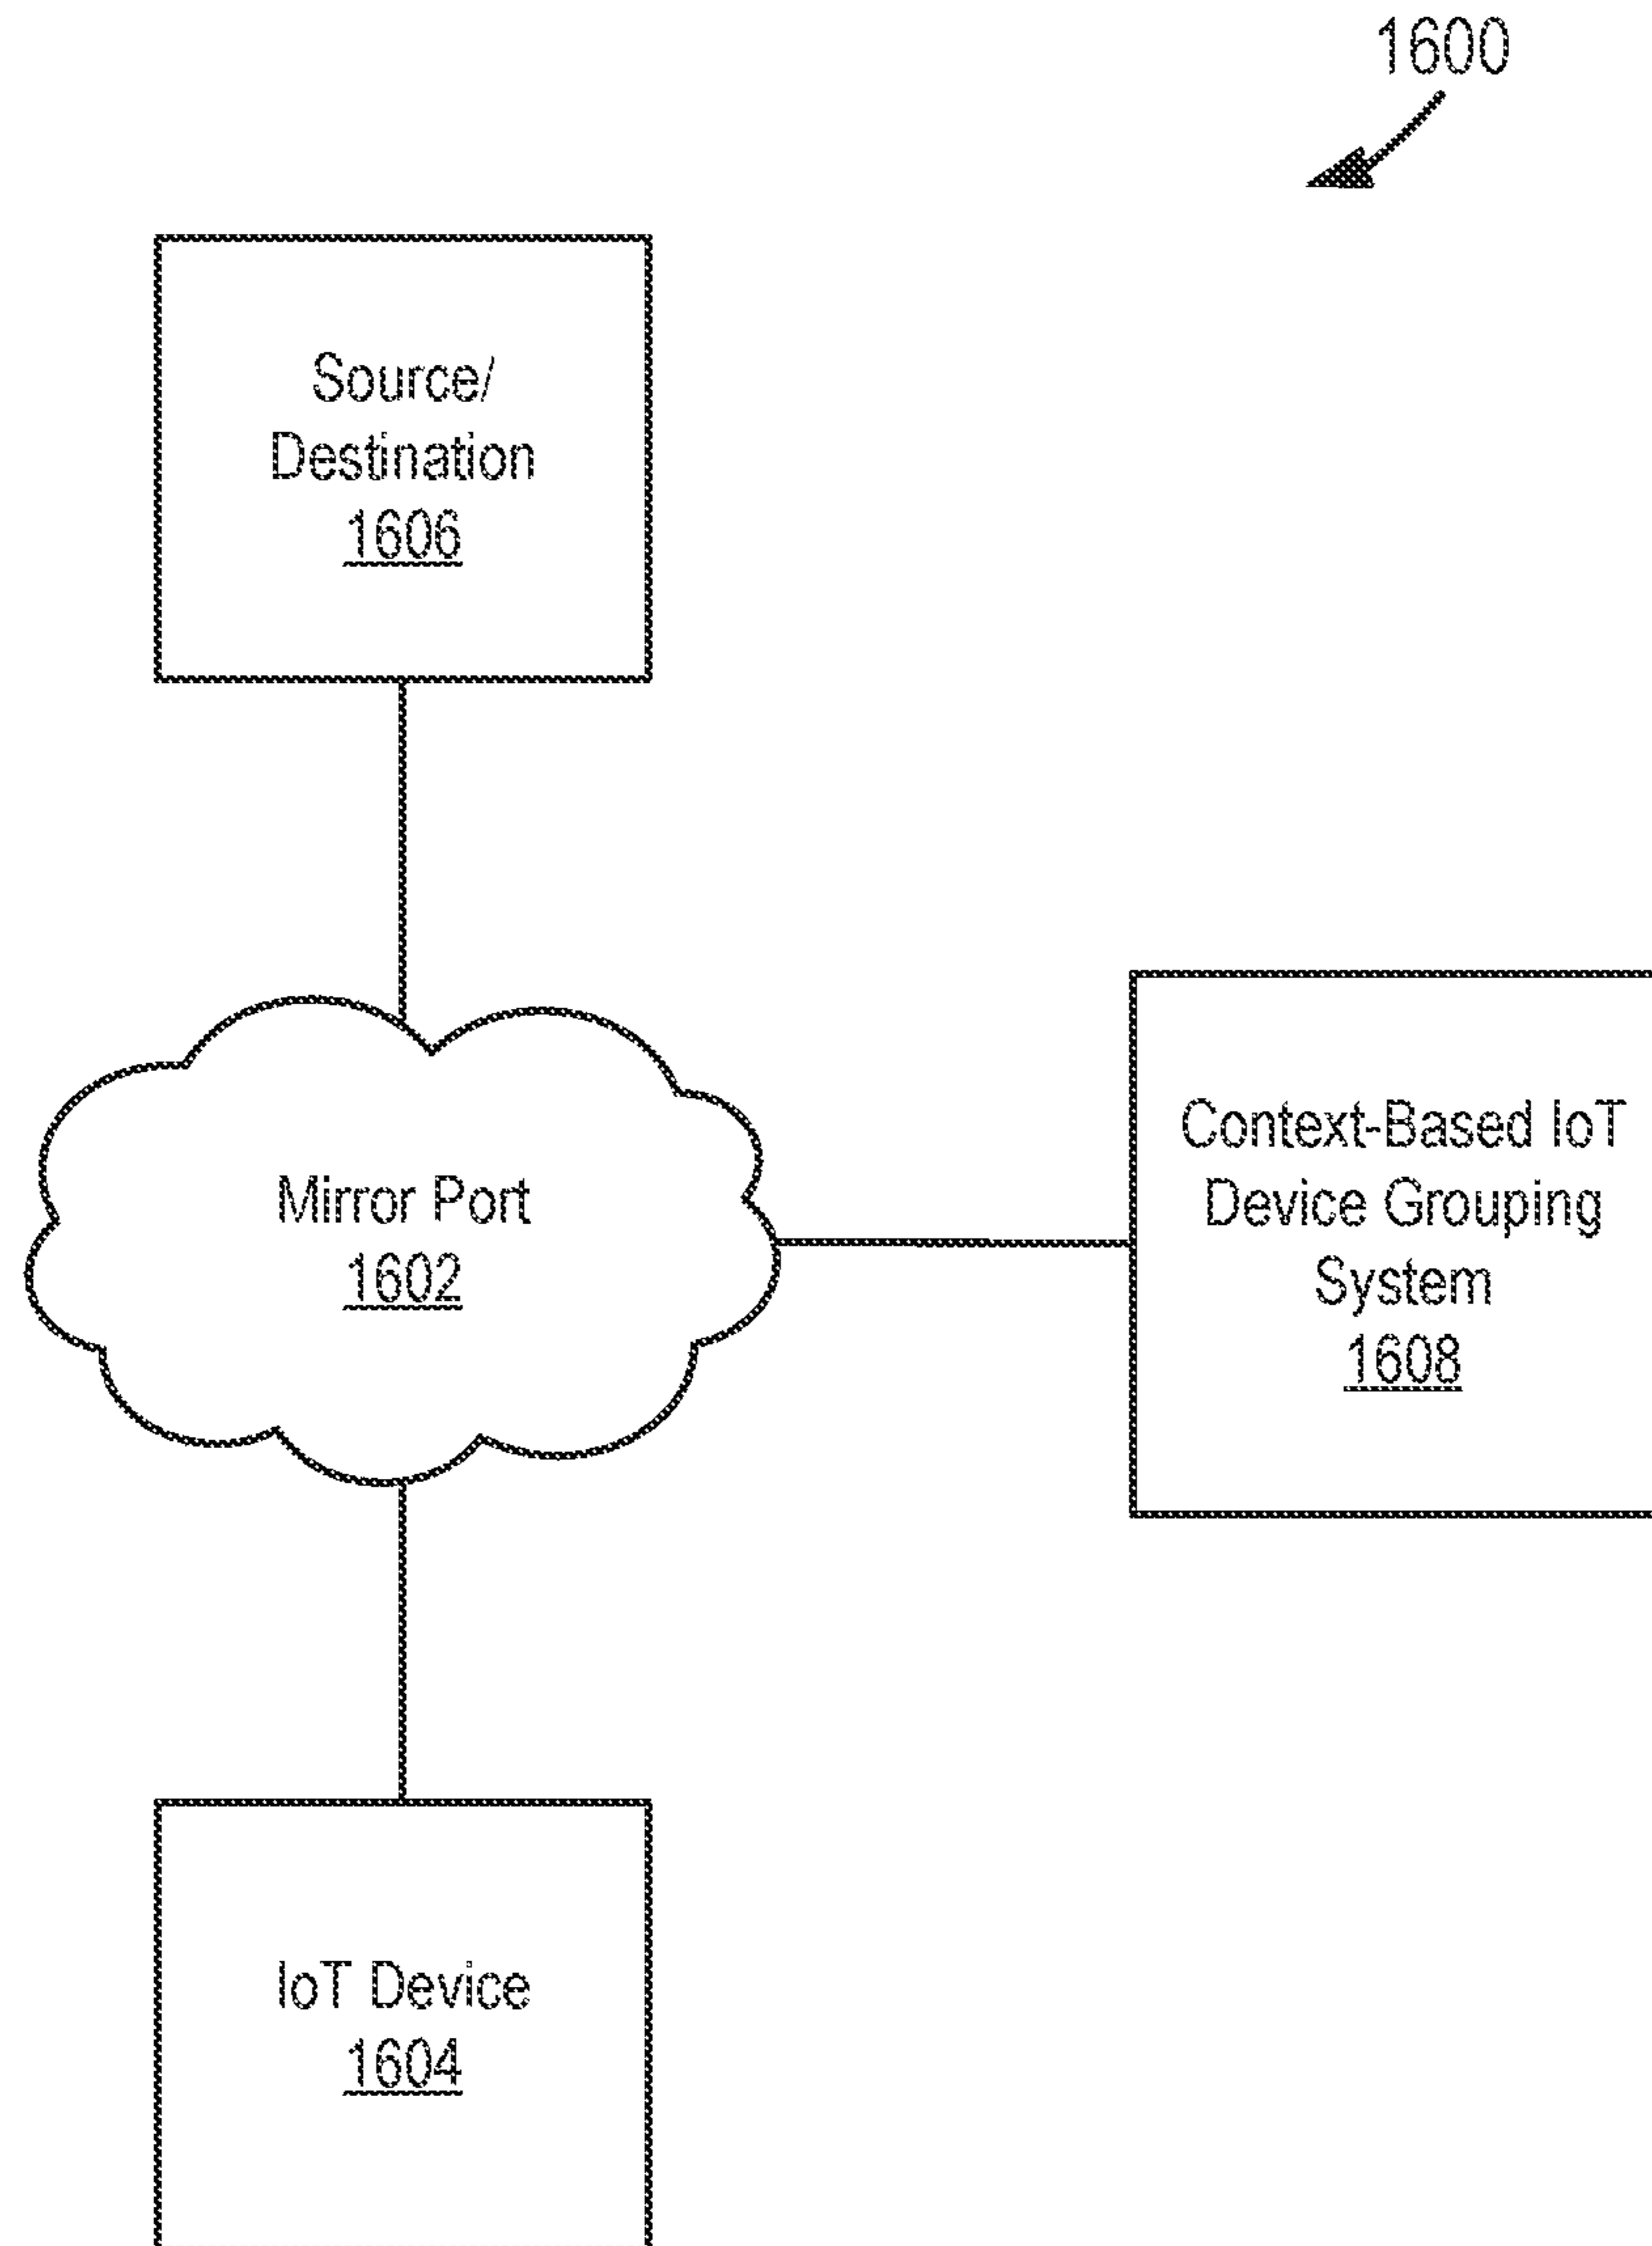 1600
Source/
Destination
1606
Mirror Port
1602
Context-Based IoT
Device Grouping
System
1608
IoT Device
1604